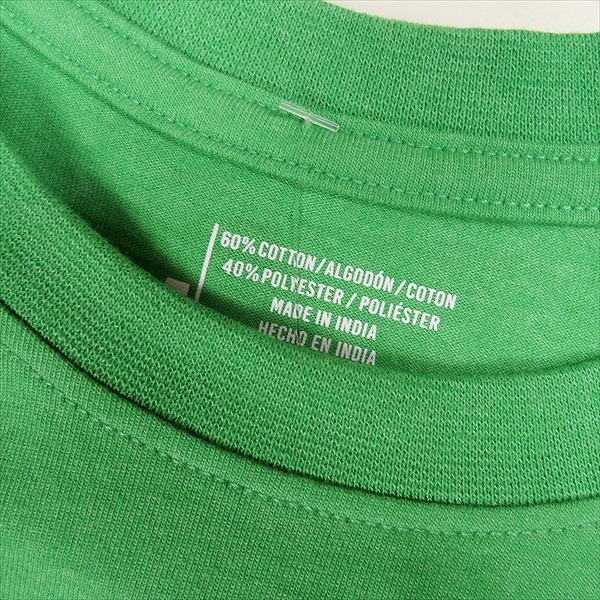 60% COTTON/ALGODÓN/COTON
40% POLYESTER/POLIÉSTER
MADE IN INDIA
HECHO EN INDIA